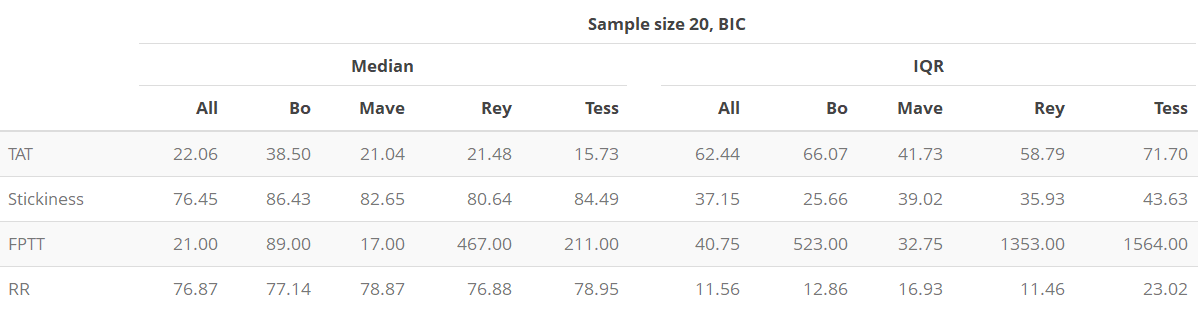 Sample size 20, BIC
Median IQR
All Bo Mave Rey Tess All Bo Mave Rey Tess
TAT 22.06 38.50 21.04 21.48 15.73 62.44 66.07 41.73 58.79 71.70
Stickiness 76.45 86.43 82.65 80.64 84.49 37.15 25.66 39.02 35.93 43.63
FPTT 21.00 89.00 17.00 467.00 211.00 40.75 523.00 32.75 1353.00 1564.00
RR 76.87 77.14 78.87 76.88 78.95 11.56 12.86 16.93 11.46 23.02